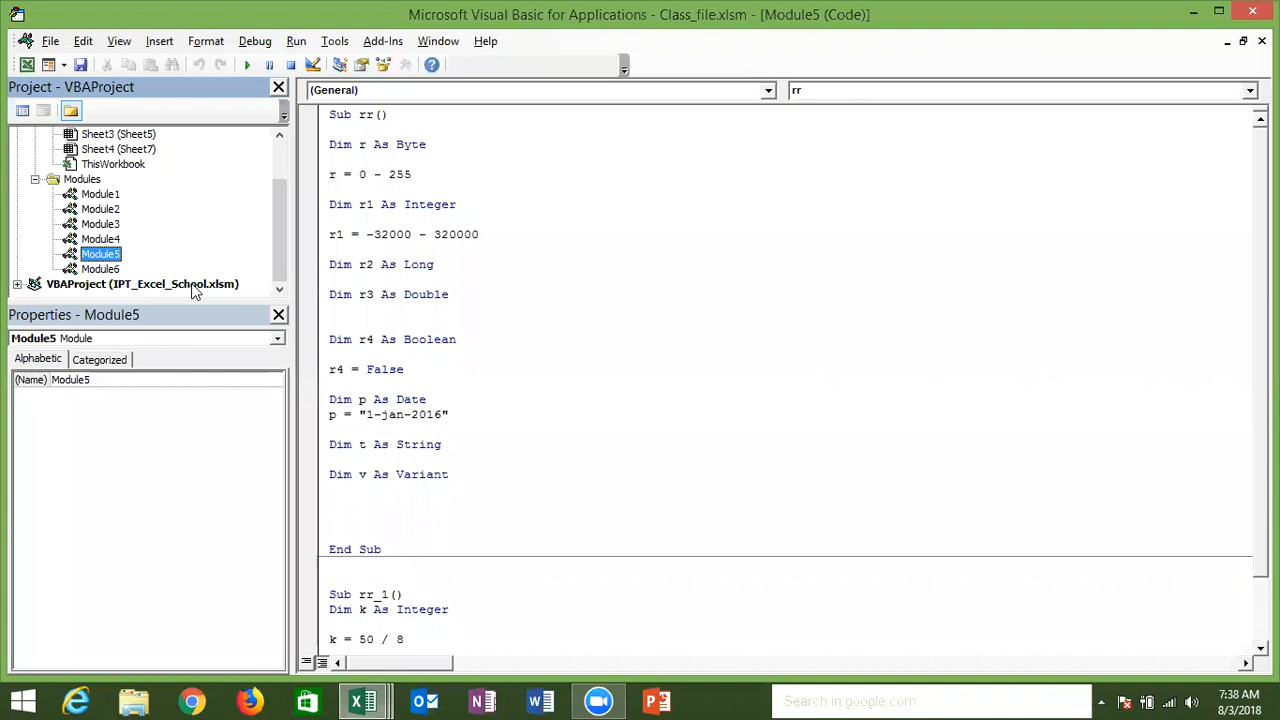 Microsoft Visual Basic for Applications - Class_file.xlsm - [Module5 (Code)]
File Edit View Insert Format Debug Run Tools Add-Ins Window Help
Project - VBAProject
(General)
rr
Sheet3 (Sheet5)
Sheet4 (Sheet7)
ThisWorkbook
Modules
Module1
Module2
Module3
Module4
Module5
Module6
VBAProject (IPT_Excel_School.xlsm)
Properties - Module5
Module5 Module
Alphabetic Categorized
(Name) Module5
Sub rr()
Dim r As Byte
r = 0 - 255
Dim r1 As Integer
r1 = -32000 - 320000
Dim r2 As Long
Dim r3 As Double
Dim r4 As Boolean
r4 = False
Dim p As Date
p = "1-jan-2016"
Dim t As String
Dim v As Variant
End Sub
Sub rr_1()
Dim k As Integer
k = 50 / 8
Search in google.com
7:38 AM
8/3/2018